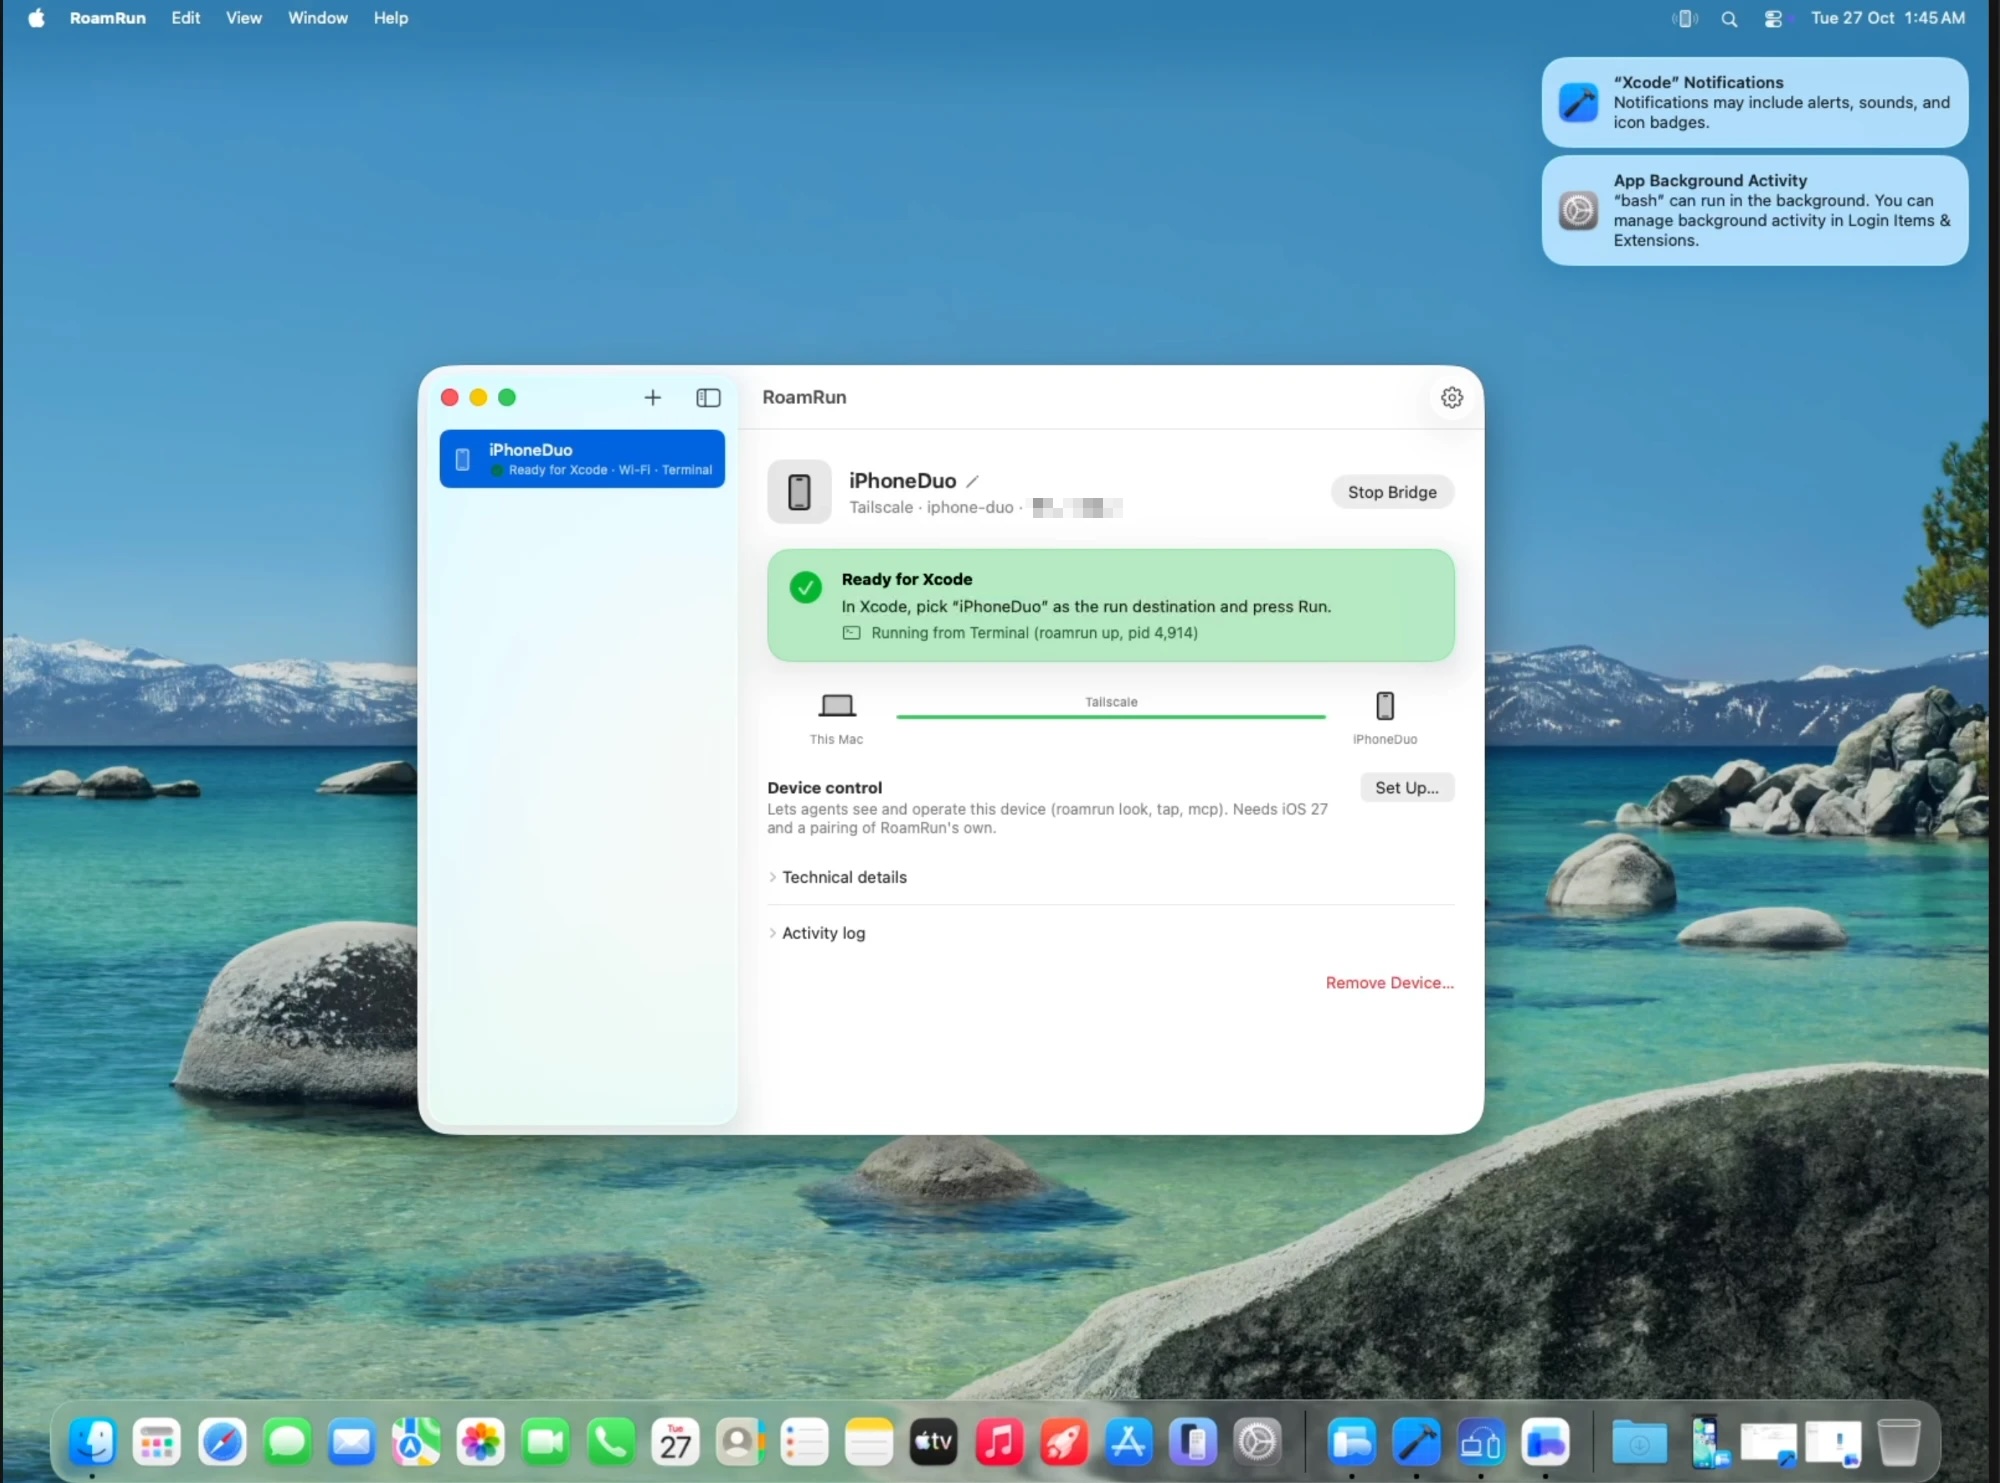 RoamRun Edit View Window Help
Tue 27 Oct 1:45 AM
“Xcode” Notifications
Notifications may include alerts, sounds, and
icon badges.
App Background Activity
“bash” can run in the background. You can
manage background activity in Login Items &
Extensions.
RoamRun
iPhoneDuo
Ready for Xcode · Wi-Fi · Terminal
iPhoneDuo
Tailscale · iphone-duo ·
Stop Bridge
Ready for Xcode
In Xcode, pick “iPhoneDuo” as the run destination and press Run.
Running from Terminal (roamrun up, pid 4,914)
Tailscale
This Mac
iPhoneDuo
Device control
Set Up...
Lets agents see and operate this device (roamrun look, tap, mcp). Needs iOS 27
and a pairing of RoamRun's own.
Technical details
Activity log
Remove Device...
tv
Tue
27